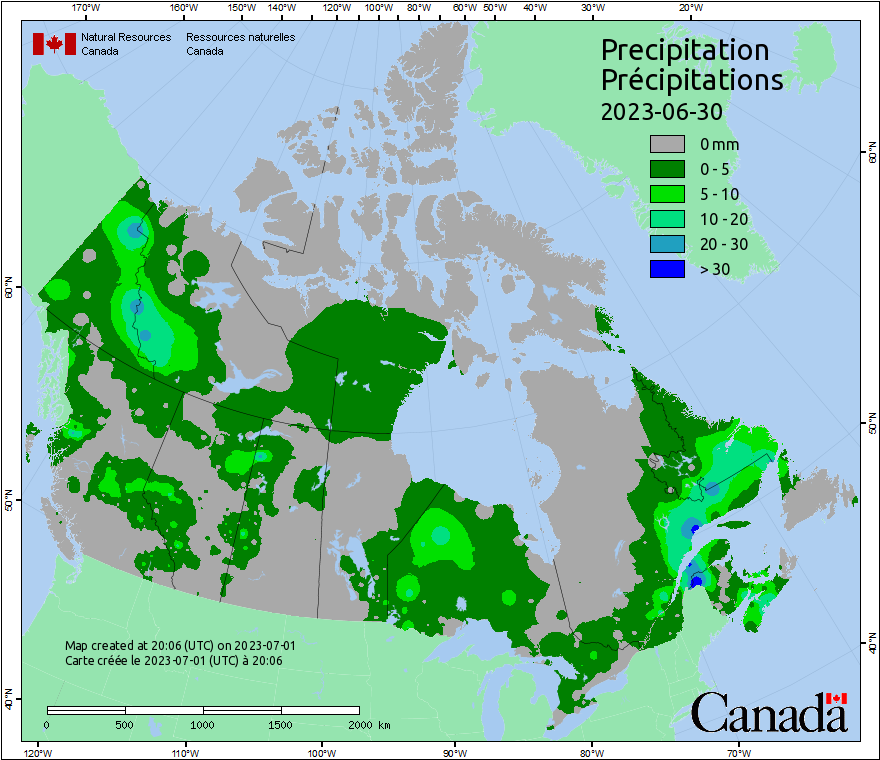 170°W 160°W 150°W 140°W 130°W 120°W 110°W 100°W 90°W 80°W 70°W 60°W 50°W 40°W 30°W 20°W
Natural Resources Canada
Ressources naturelles Canada
Precipitation
Précipitations
2023-06-30
0 mm
0 - 5
5 - 10
10 - 20
20 - 30
> 30
60°N
60°N
50°N
50°N
40°N
40°N
Map created at 20:06 (UTC) on 2023-07-01
Carte créée le 2023-07-01 (UTC) à 20:06
0 500 1000 1500 2000 km
Canada
120°W 110°W 100°W 90°W 80°W 70°W